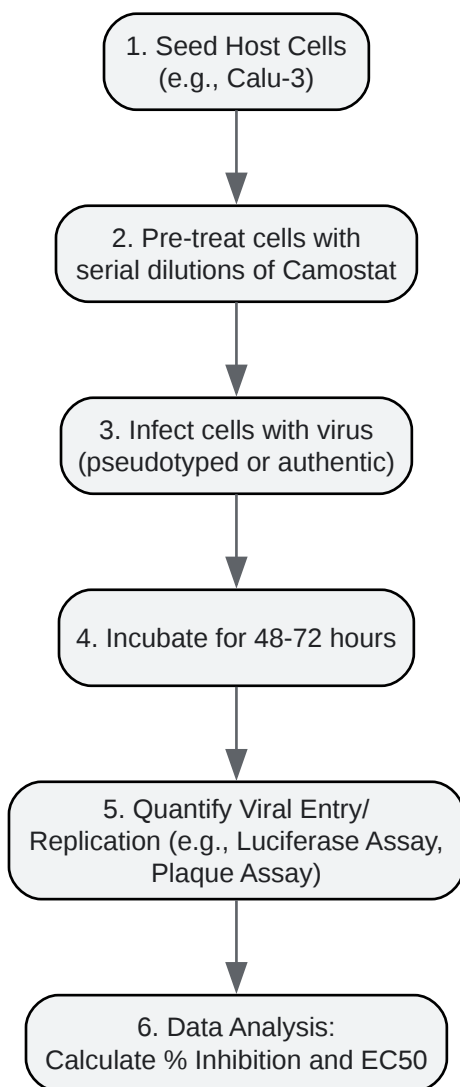 1. Seed Host Cells
(e.g., Calu-3)
2. Pre-treat cells with
serial dilutions of Camostat
3. Infect cells with virus
(pseudotyped or authentic)
4. Incubate for 48-72 hours
5. Quantify Viral Entry/
Replication (e.g., Luciferase Assay,
Plaque Assay)
6. Data Analysis:
Calculate % Inhibition and EC50